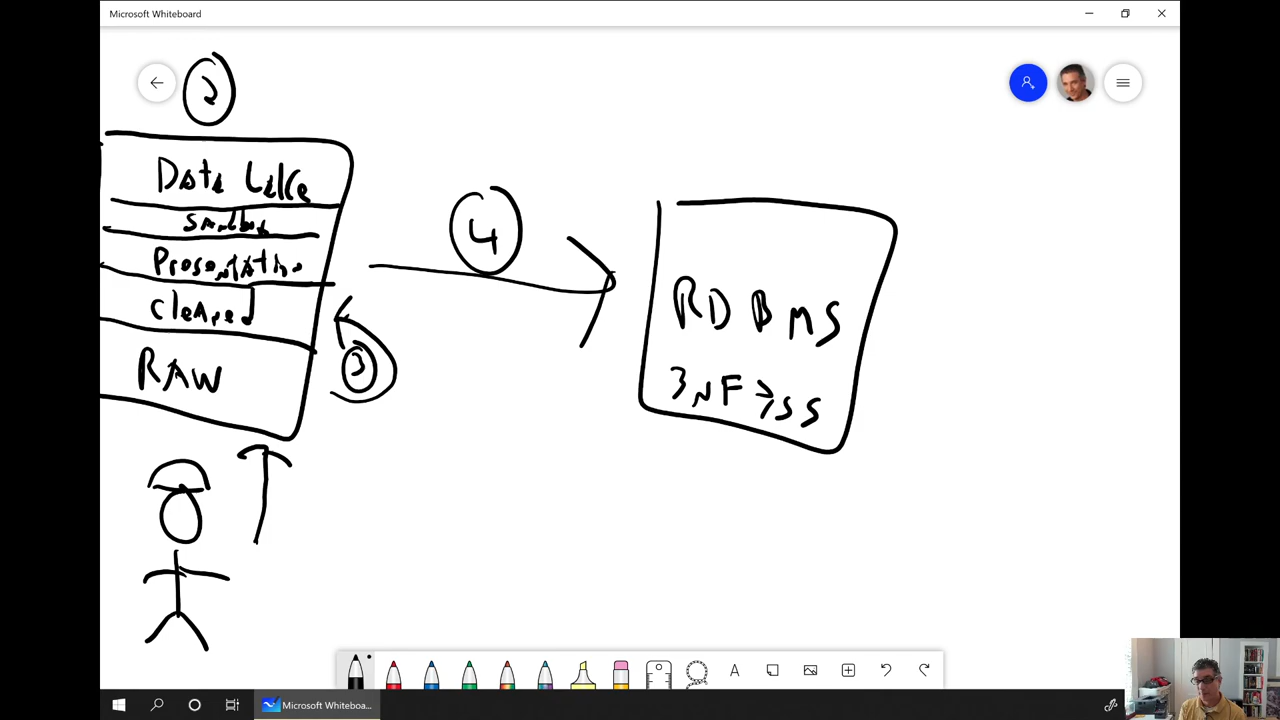 Microsoft Whiteboard
2
Data Lake
Sandbox
Presentation
Cleaned
RAW
3
4
RDBMS
3NF → SS
A
Microsoft Whiteboa...